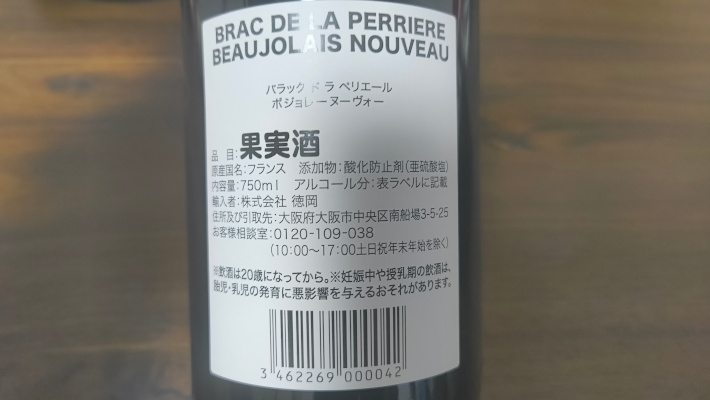 BRAC DE LA PERRIERE
BEAUJOLAIS NOUVEAU
バラック ド ラ ペリエール
ボジョレーヌーヴォー
品 目:果実酒
原産国名:フランス 添加物:酸化防止剤(亜硫酸塩)
内容量:750ml アルコール分:表ラベルに記載
輸入者:株式会社 徳岡
住所及び引取先:大阪府大阪市中央区南船場3-5-25
お客様相談室:0120-109-038
(10:00〜17:00土日祝年末年始を除く)
※飲酒は20歳になってから。※妊娠中や授乳期の飲酒は、
胎児・乳児の発育に悪影響を与えるおそれがあります。
3 462269 000042